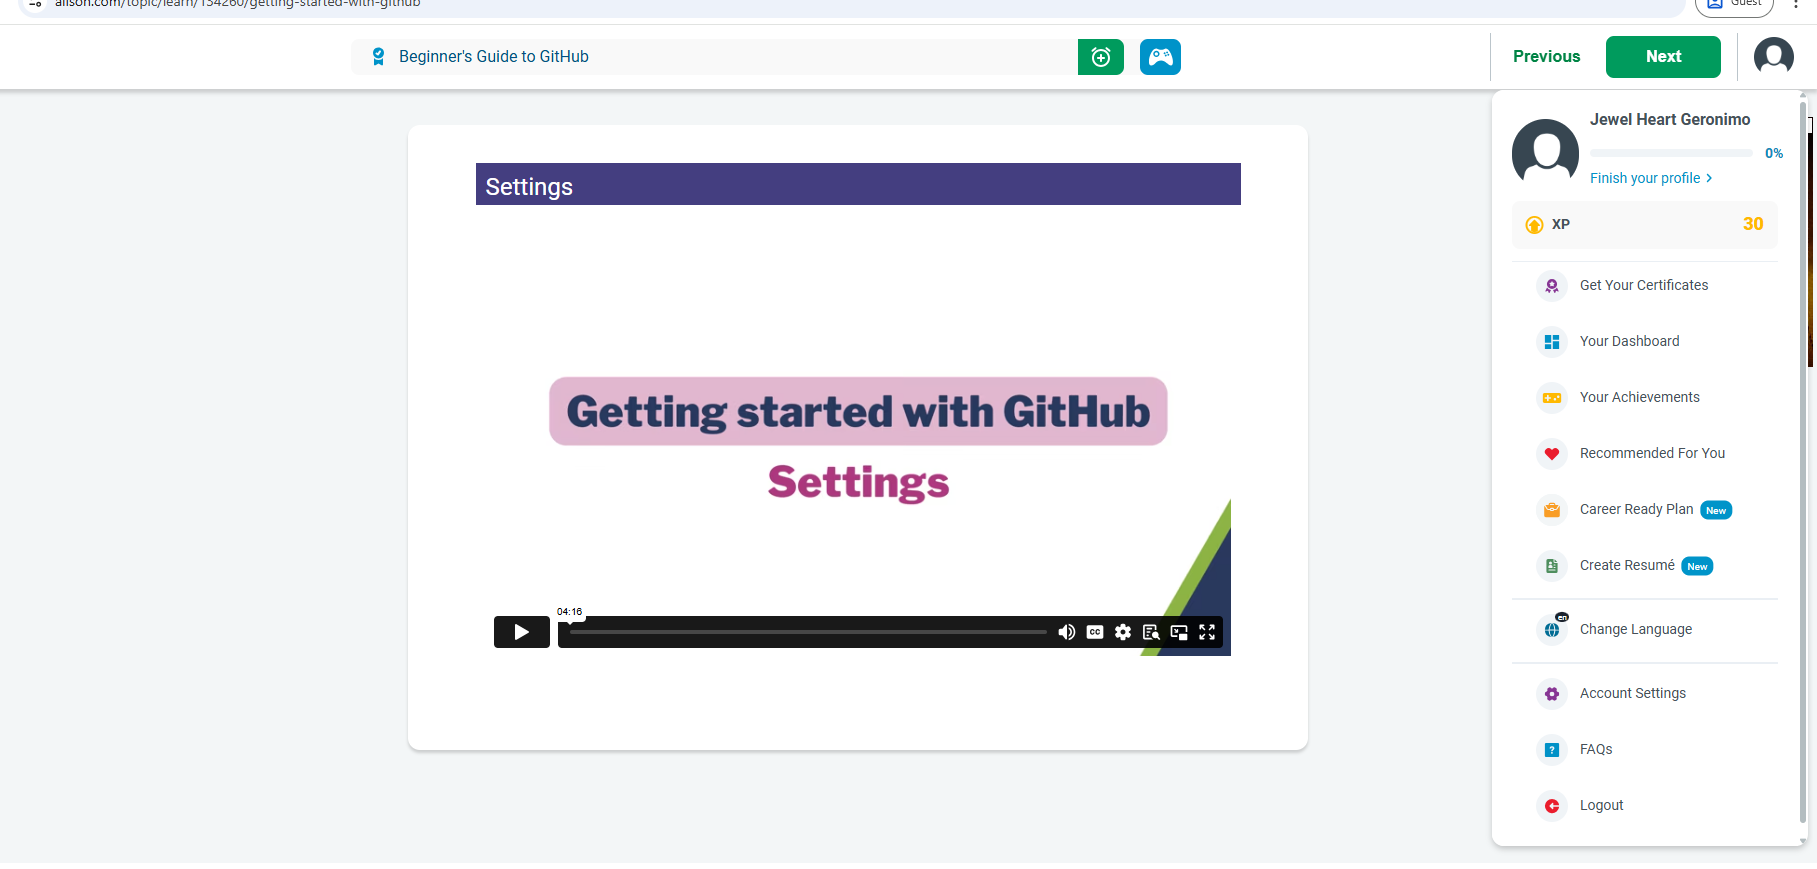 alison.com/topic/learn/134260/getting-started-with-github
Guest
Beginner's Guide to GitHub
Previous
Next
Settings
Getting started with GitHub
Settings
04:16
CC
Jewel Heart Geronimo
0%
Finish your profile
XP
30
Get Your Certificates
Your Dashboard
Your Achievements
Recommended For You
Career Ready Plan New
Create Resumé New
en
Change Language
Account Settings
FAQs
Logout